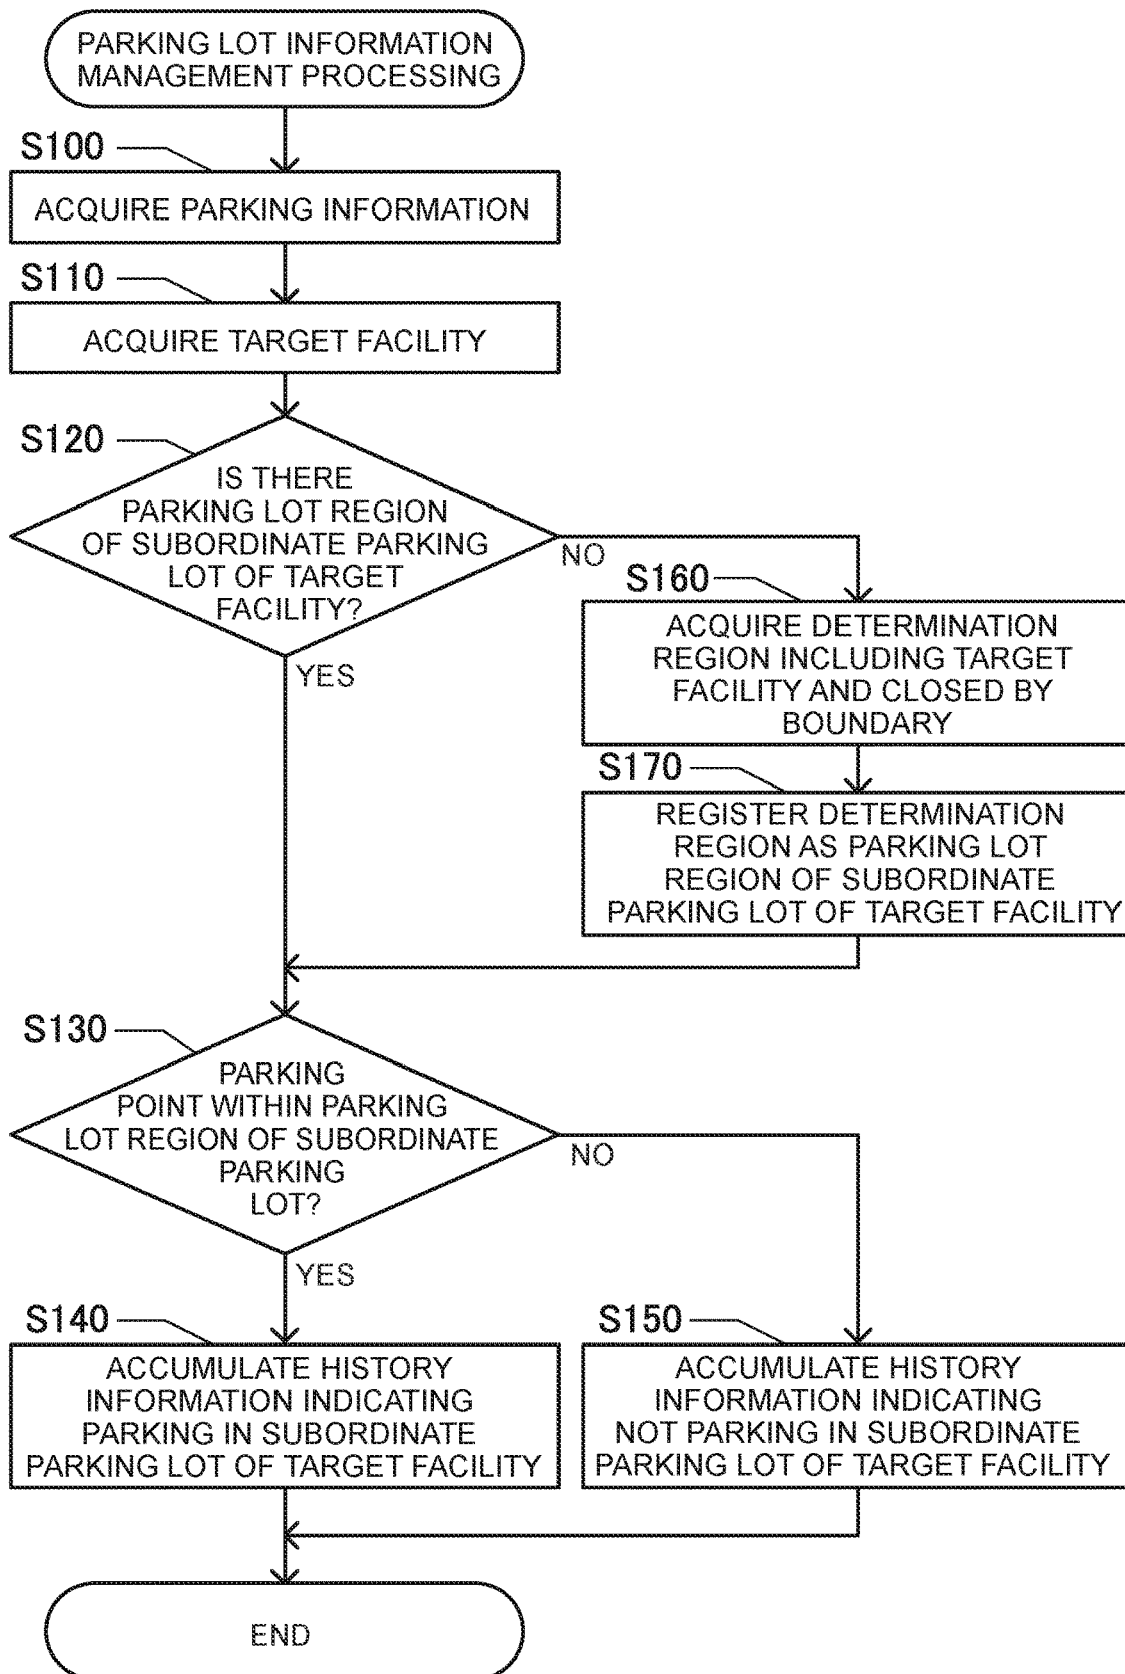 PARKING LOT INFORMATION
MANAGEMENT PROCESSING
S100
ACQUIRE PARKING INFORMATION
S110
ACQUIRE TARGET FACILITY
S120
IS THERE
PARKING LOT REGION
OF SUBORDINATE PARKING
LOT OF TARGET
FACILITY?
NO
YES
S160
ACQUIRE DETERMINATION
REGION INCLUDING TARGET
FACILITY AND CLOSED BY
BOUNDARY
S170
REGISTER DETERMINATION
REGION AS PARKING LOT
REGION OF SUBORDINATE
PARKING LOT OF TARGET FACILITY
S130
PARKING
POINT WITHIN PARKING
LOT REGION OF SUBORDINATE
PARKING
LOT?
NO
YES
S140
ACCUMULATE HISTORY
INFORMATION INDICATING
PARKING IN SUBORDINATE
PARKING LOT OF TARGET FACILITY
S150
ACCUMULATE HISTORY
INFORMATION INDICATING
NOT PARKING IN SUBORDINATE
PARKING LOT OF TARGET FACILITY
END